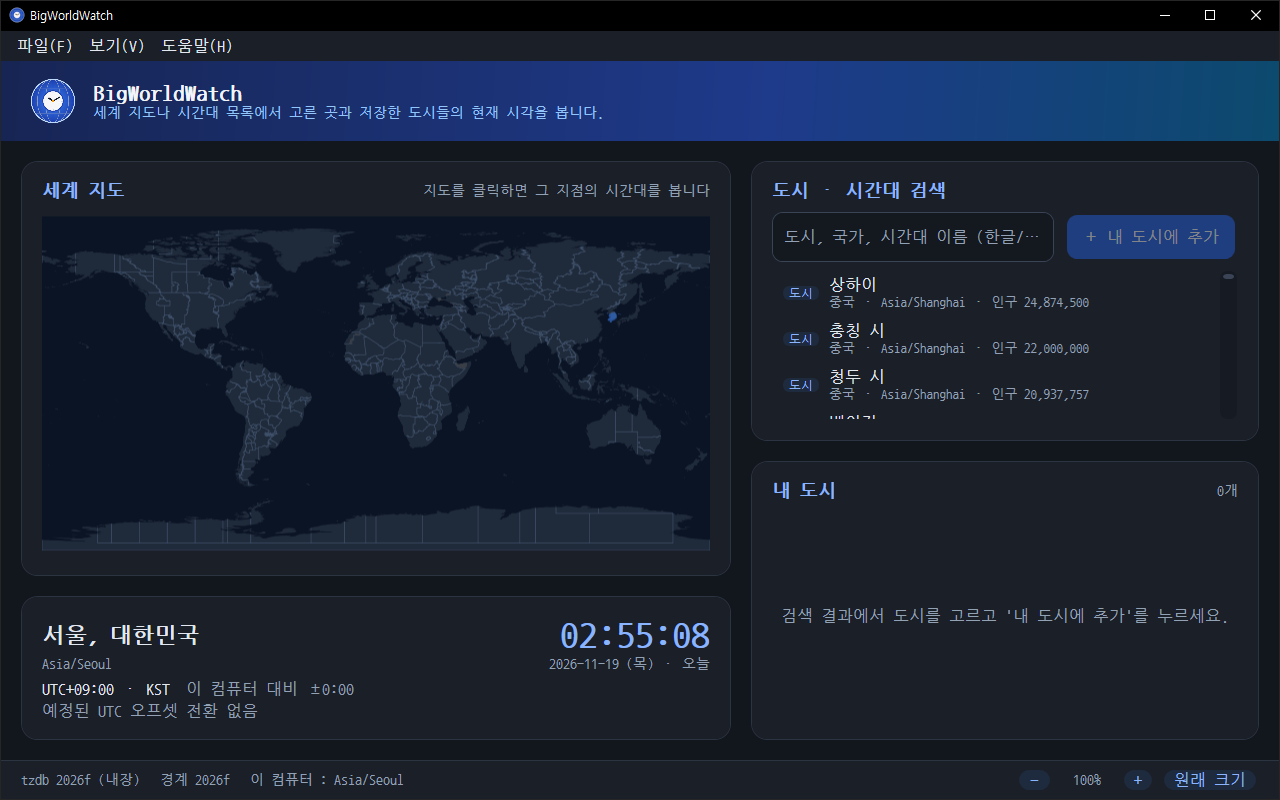 BigWorldWatch
파일(F) 보기(V) 도움말(H)
BigWorldWatch
세계 지도나 시간대 목록에서 고른 곳과 저장한 도시들의 현재 시각을 봅니다.
세계 지도
지도를 클릭하면 그 지점의 시간대를 봅니다
도시 · 시간대 검색
도시, 국가, 시간대 이름 (한글/…
+ 내 도시에 추가
도시 상하이
중국 · Asia/Shanghai · 인구 24,874,500
도시 충칭 시
중국 · Asia/Shanghai · 인구 22,000,000
도시 청두 시
중국 · Asia/Shanghai · 인구 20,937,757
내 도시
0개
검색 결과에서 도시를 고르고 '내 도시에 추가'를 누르세요.
서울, 대한민국
02:55:08
Asia/Seoul
2026-11-19 (목) · 오늘
UTC+09:00 · KST 이 컴퓨터 대비 ±0:00
예정된 UTC 오프셋 전환 없음
tzdb 2026f (내장) 경계 2026f 이 컴퓨터 : Asia/Seoul
− 100% + 원래 크기